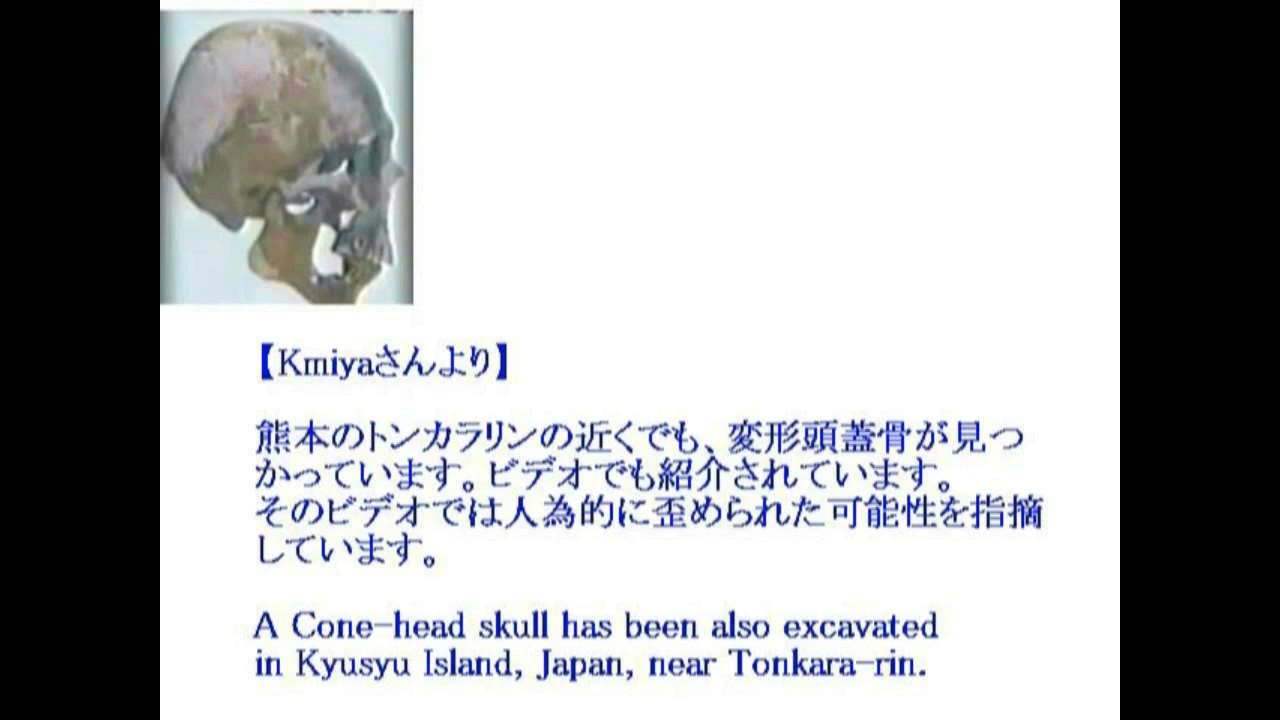 【Kmiyaさんより】
熊本のトンカラリンの近くでも、変形頭蓋骨が見つ
かっています。ビデオでも紹介されています。
そのビデオでは人為的に歪められた可能性を指摘
しています。
A Cone-head skull has been also excavated
in Kyusyu Island, Japan, near Tonkara-rin.